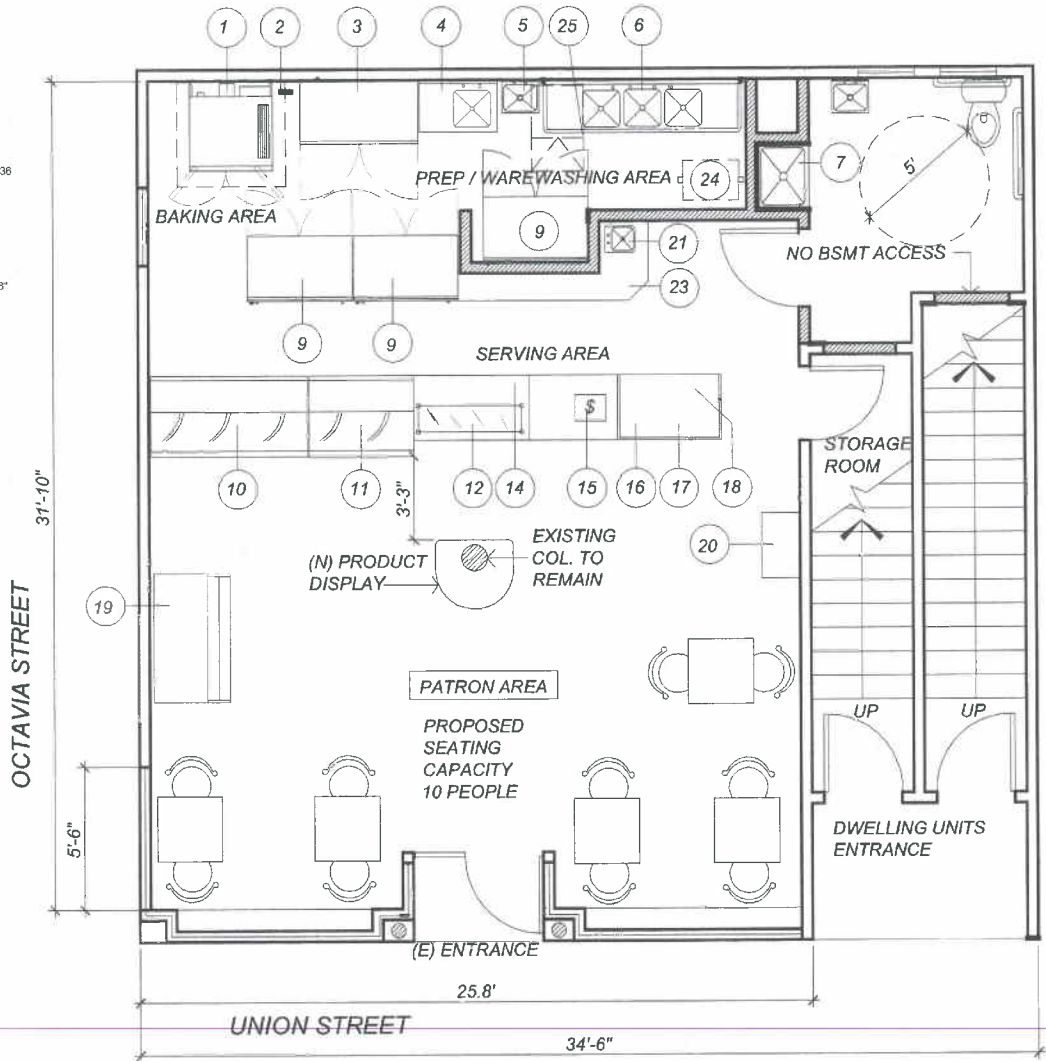 1
2
3
4
5
25
6
36
PREP / WAREWASHING AREA
24
7
5'
BAKING AREA
9
21
NO BSMT ACCESS
8"
23
9
9
SERVING AREA
$
STORAGE
ROOM
10
11
12
14
15
16
17
18
3'-3"
31'-10"
(N) PRODUCT
DISPLAY
EXISTING
COL. TO
REMAIN
20
19
OCTAVIA STREET
PATRON AREA
PROPOSED
SEATING
CAPACITY
10 PEOPLE
UP
UP
5'-6"
DWELLING UNITS
ENTRANCE
(E) ENTRANCE
25.8'
UNION STREET
34'-6"